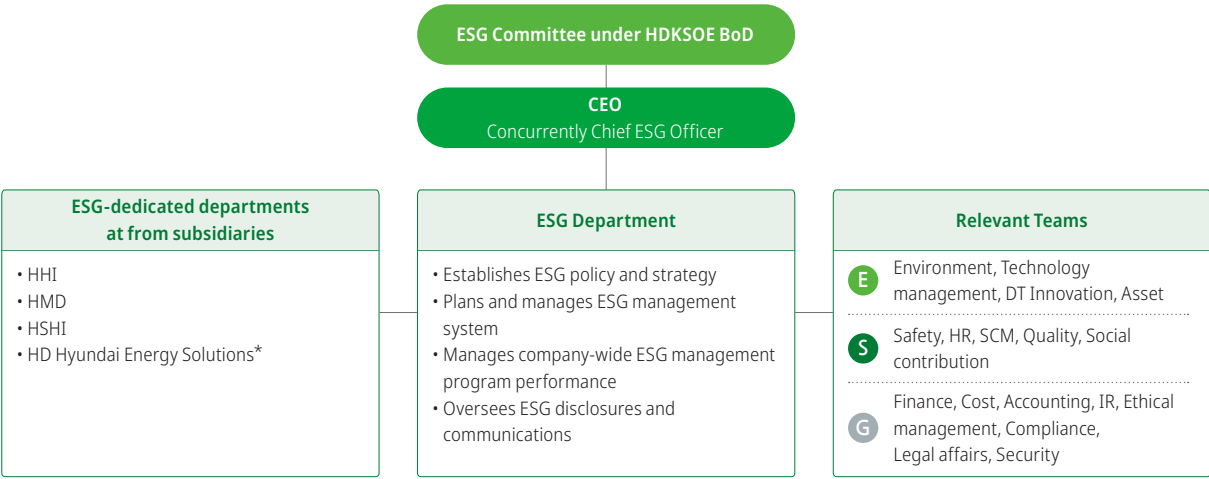 ESG Committee under HDKSOE BoD
CEO
Concurrently Chief ESG Officer
ESG-dedicated departments
at from subsidiaries
• HHI
• HMD
• HSHI
• HD Hyundai Energy Solutions*
ESG Department
• Establishes ESG policy and strategy
• Plans and manages ESG management
system
• Manages company-wide ESG management
program performance
• Oversees ESG disclosures and
communications
Relevant Teams
E
Environment, Technology
management, DT Innovation, Asset
S
Safety, HR, SCM, Quality, Social
contribution
G
Finance, Cost, Accounting, IR, Ethical
management, Compliance,
Legal affairs, Security